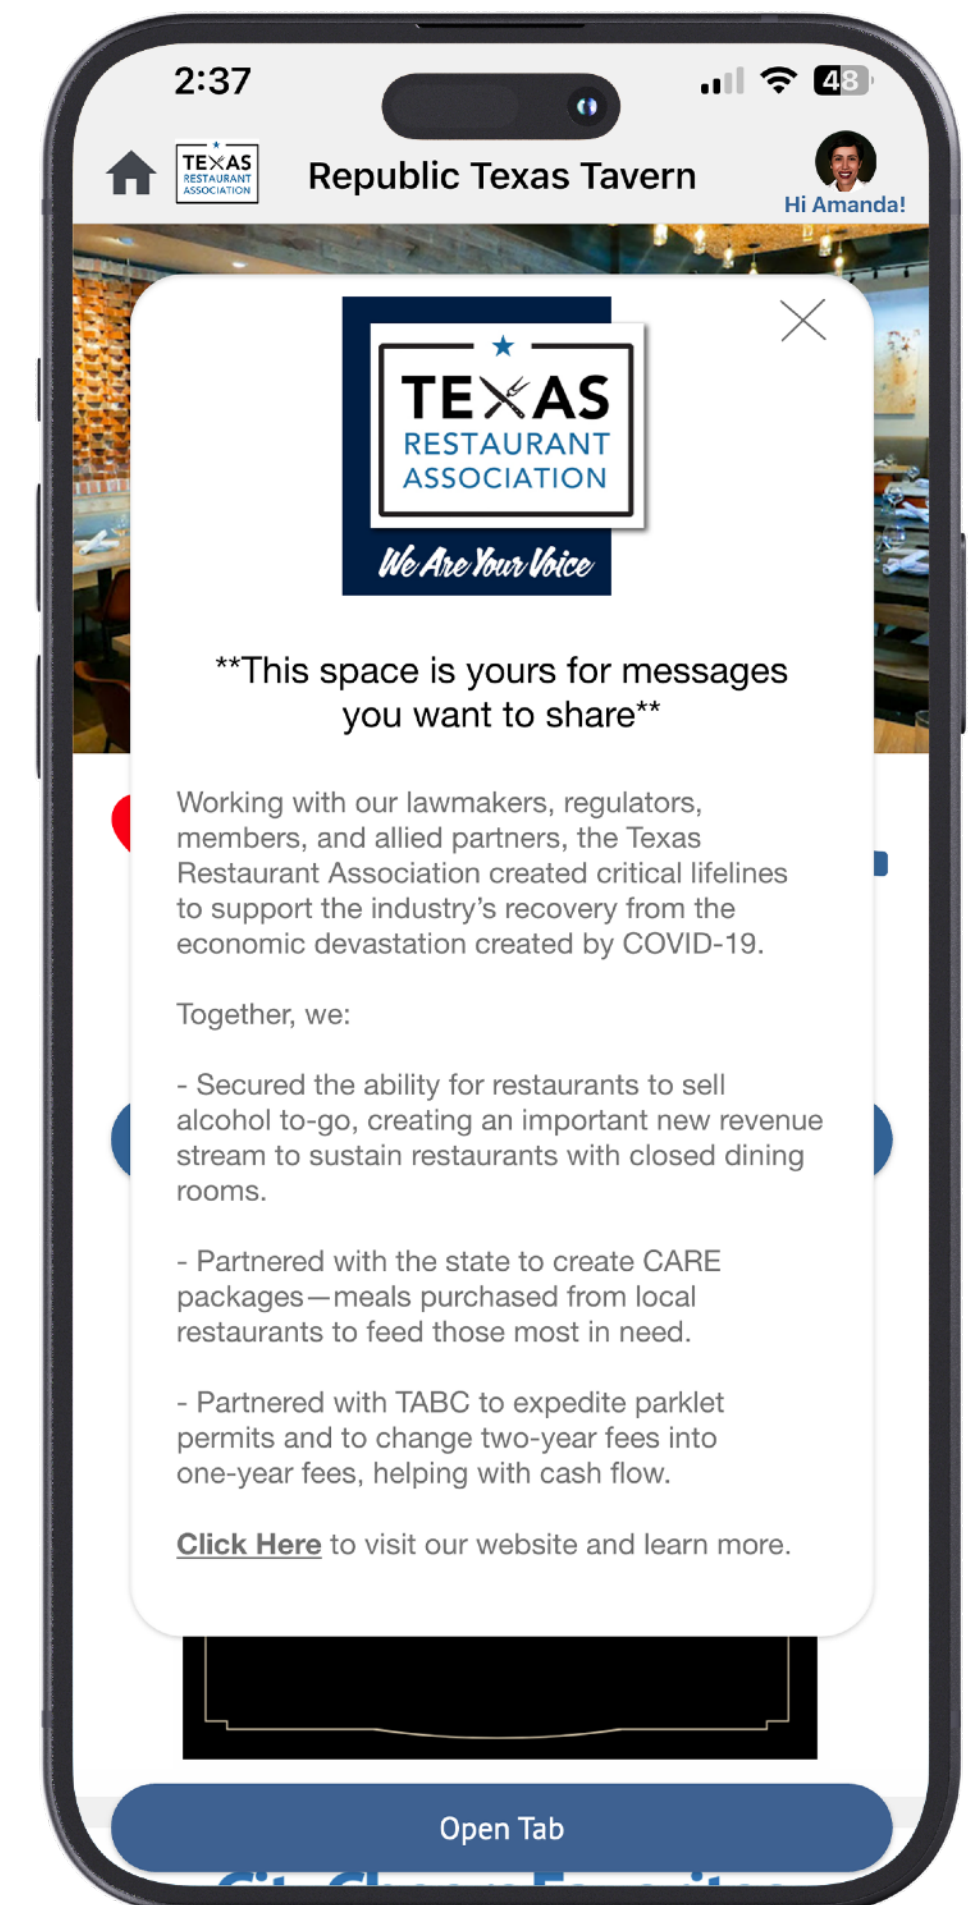 2:37
48
TEXAS
RESTAURANT
ASSOCIATION
Republic Texas Tavern
Hi Amanda!
TEXAS
RESTAURANT
ASSOCIATION
We Are Your Voice
**This space is yours for messages
you want to share**
Working with our lawmakers, regulators,
members, and allied partners, the Texas
Restaurant Association created critical lifelines
to support the industry’s recovery from the
economic devastation created by COVID-19.
Together, we:
- Secured the ability for restaurants to sell
alcohol to-go, creating an important new revenue
stream to sustain restaurants with closed dining
rooms.
- Partnered with the state to create CARE
packages—meals purchased from local
restaurants to feed those most in need.
- Partnered with TABC to expedite parklet
permits and to change two-year fees into
one-year fees, helping with cash flow.
Click Here to visit our website and learn more.
Open Tab